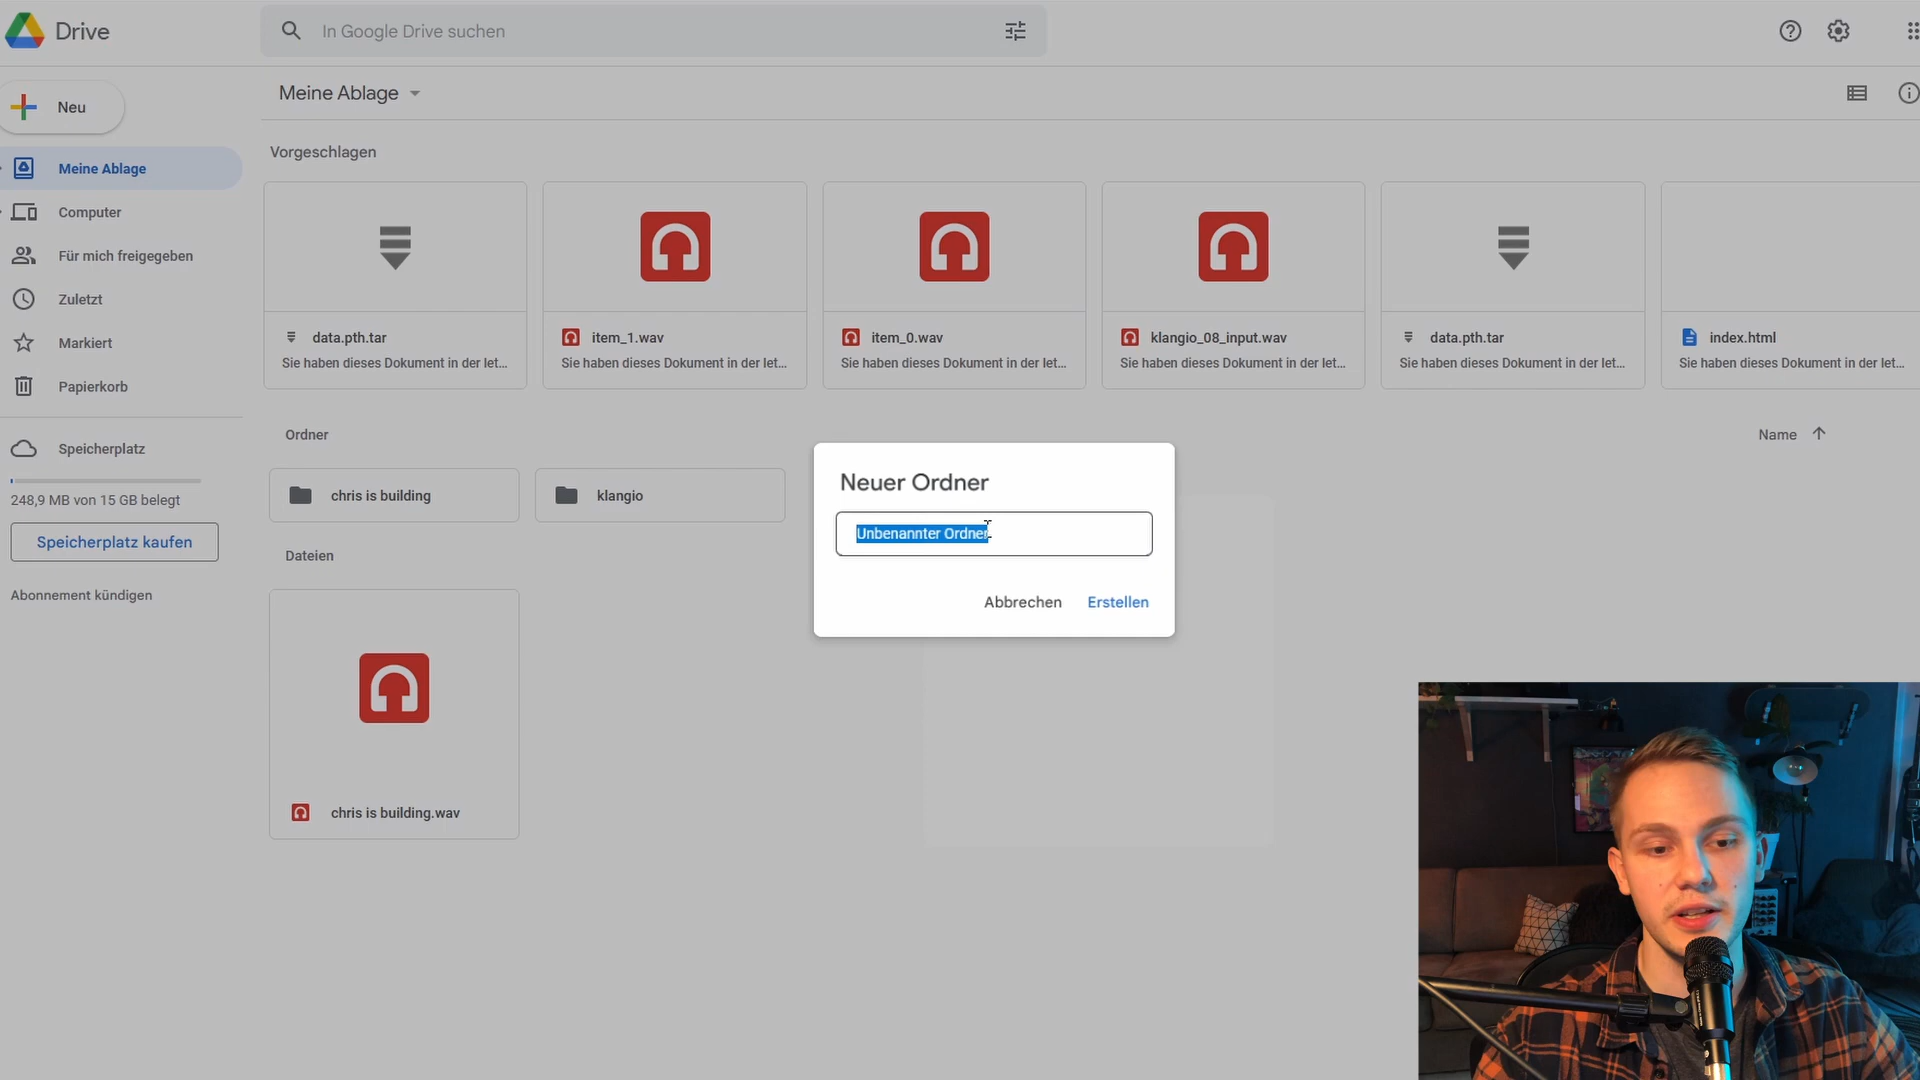 Drive
In Google Drive suchen
Neu
Meine Ablage
Meine Ablage
Computer
Für mich freigegeben
Zuletzt
Markiert
Papierkorb
Speicherplatz
248,9 MB von 15 GB belegt
Speicherplatz kaufen
Abonnement kündigen
Vorgeschlagen
data.pth.tar
Sie haben dieses Dokument in der let...
item_1.wav
Sie haben dieses Dokument in der let...
item_0.wav
Sie haben dieses Dokument in der let...
klangio_08_input.wav
Sie haben dieses Dokument in der let...
data.pth.tar
Sie haben dieses Dokument in der let...
index.html
Sie haben dieses Dokument in der let...
Ordner
Name
chris is building
klangio
Dateien
chris is building.wav
Neuer Ordner
Unbenannter Ordner
Abbrechen
Erstellen